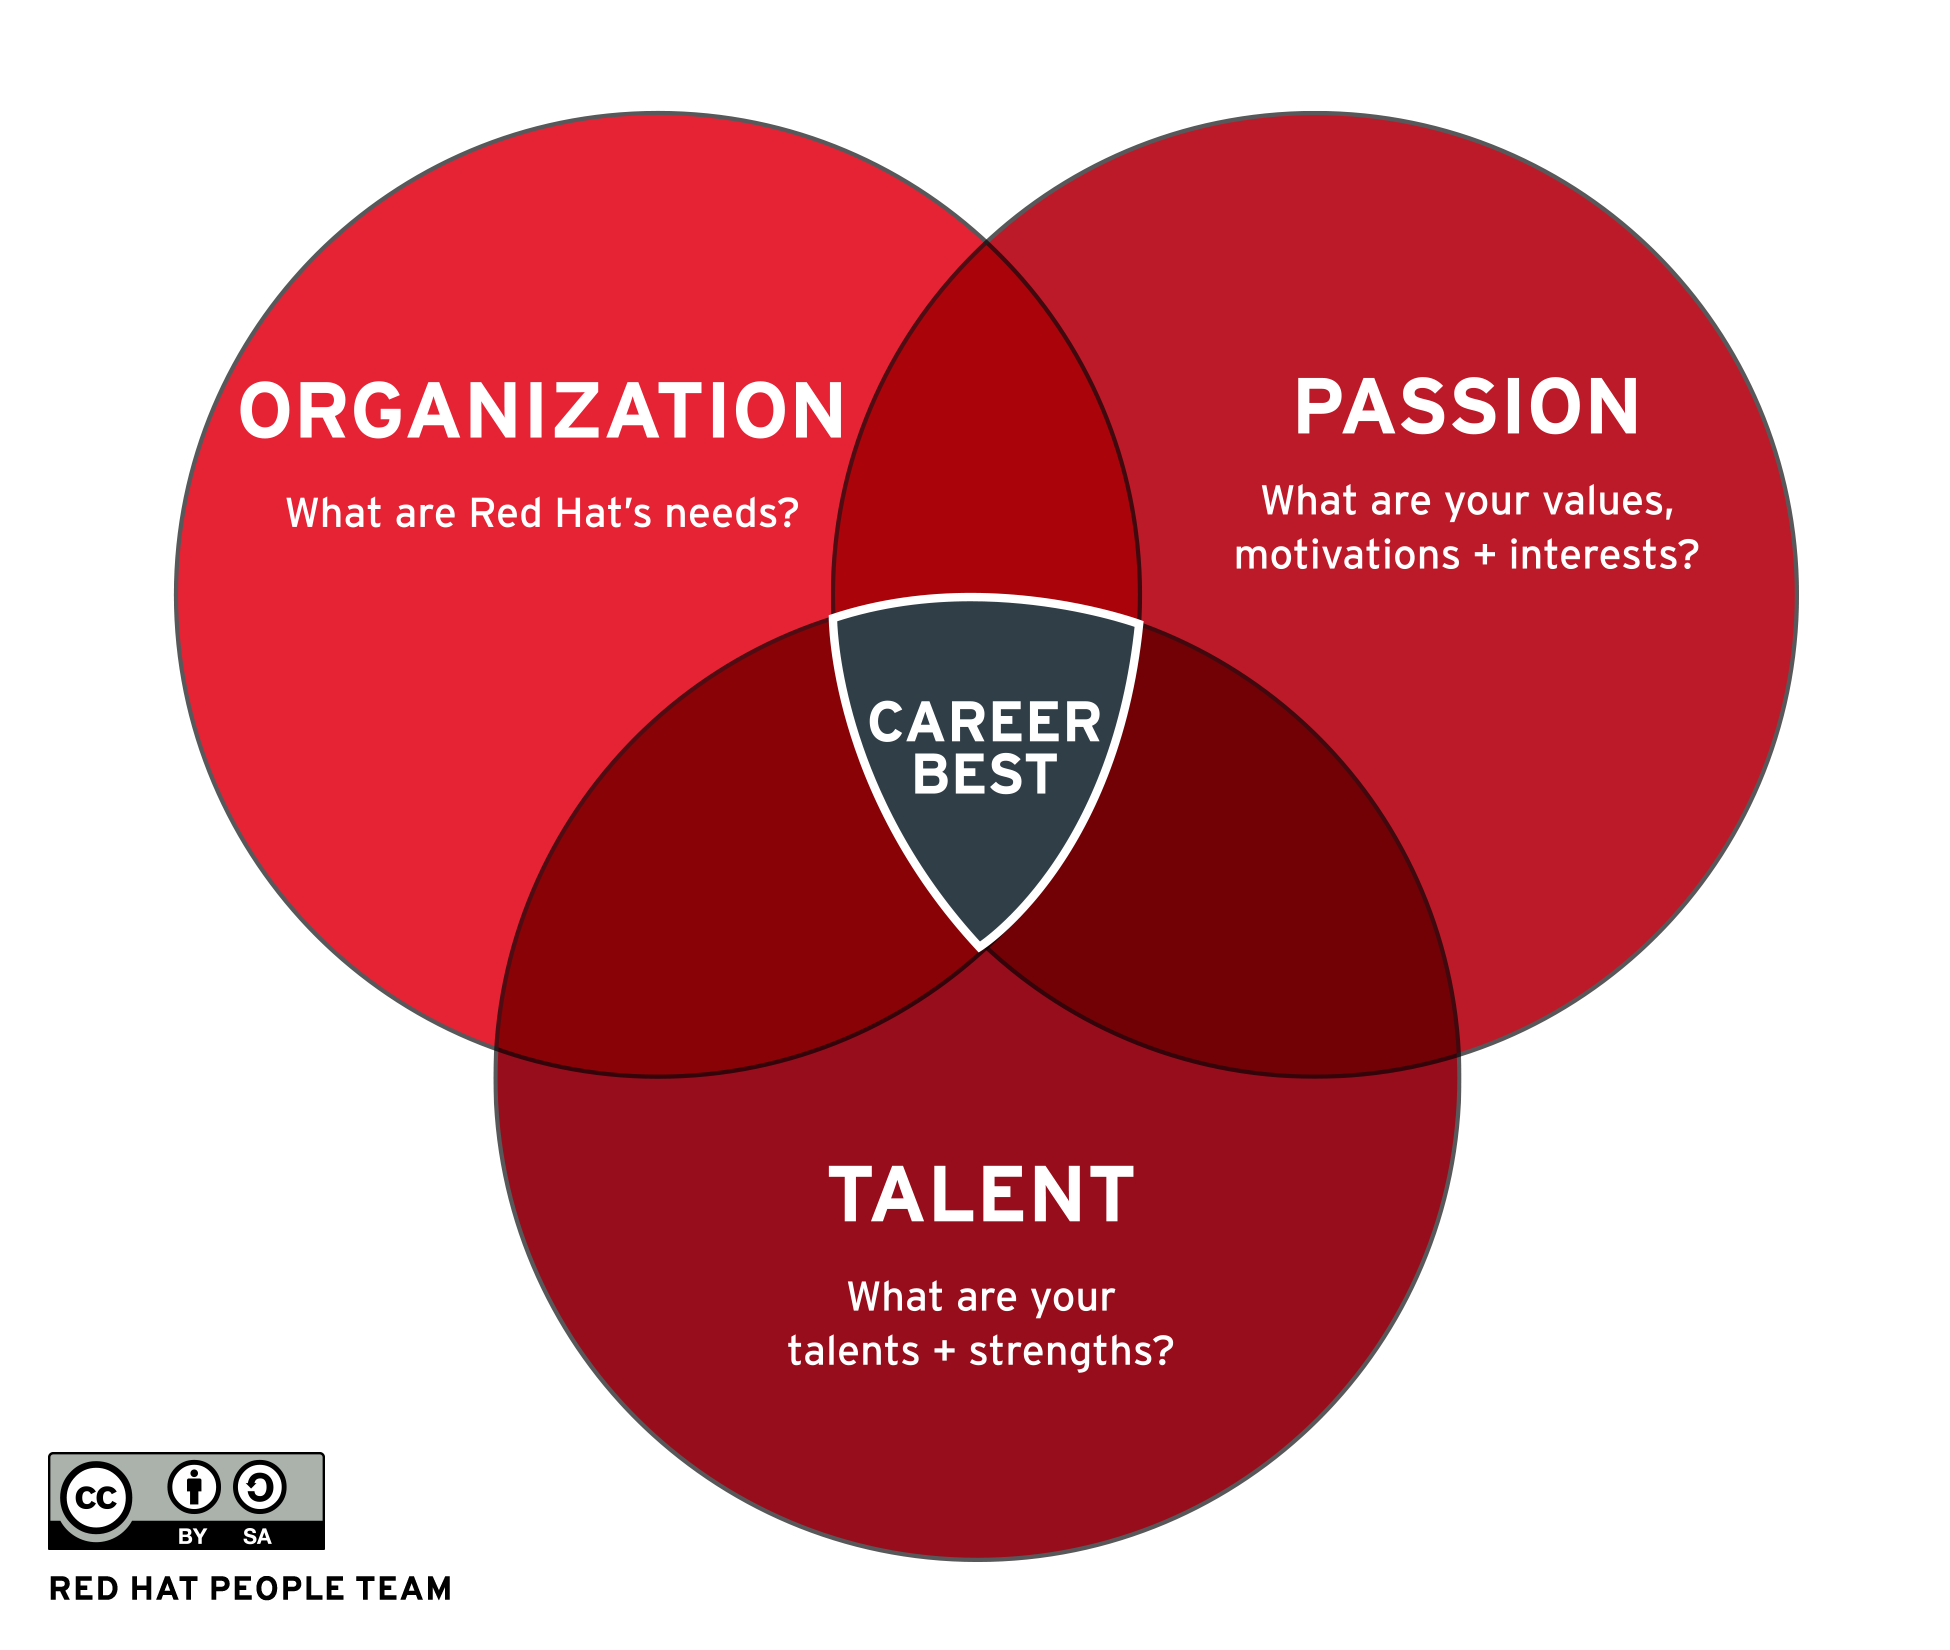 ORGANIZATION
What are Red Hat's needs?
PASSION
What are your values,
motivations + interests?
CAREER
BEST
TALENT
What are your
talents + strengths?
CC
BY SA
RED HAT PEOPLE TEAM